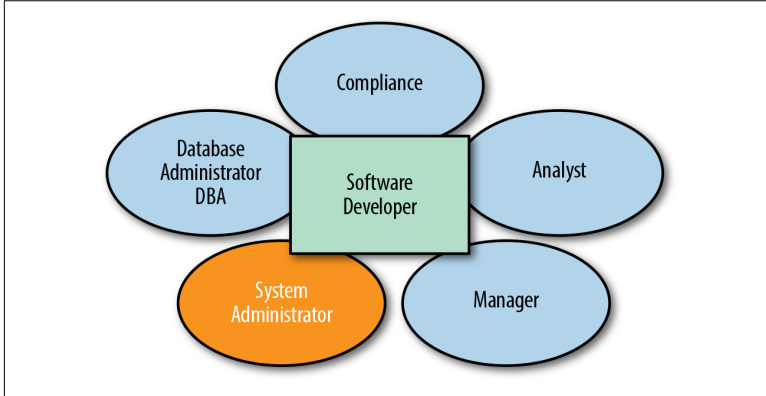 Compliance
Database
Administrator
DBA
Analyst
Software
Developer
System
Administrator
Manager